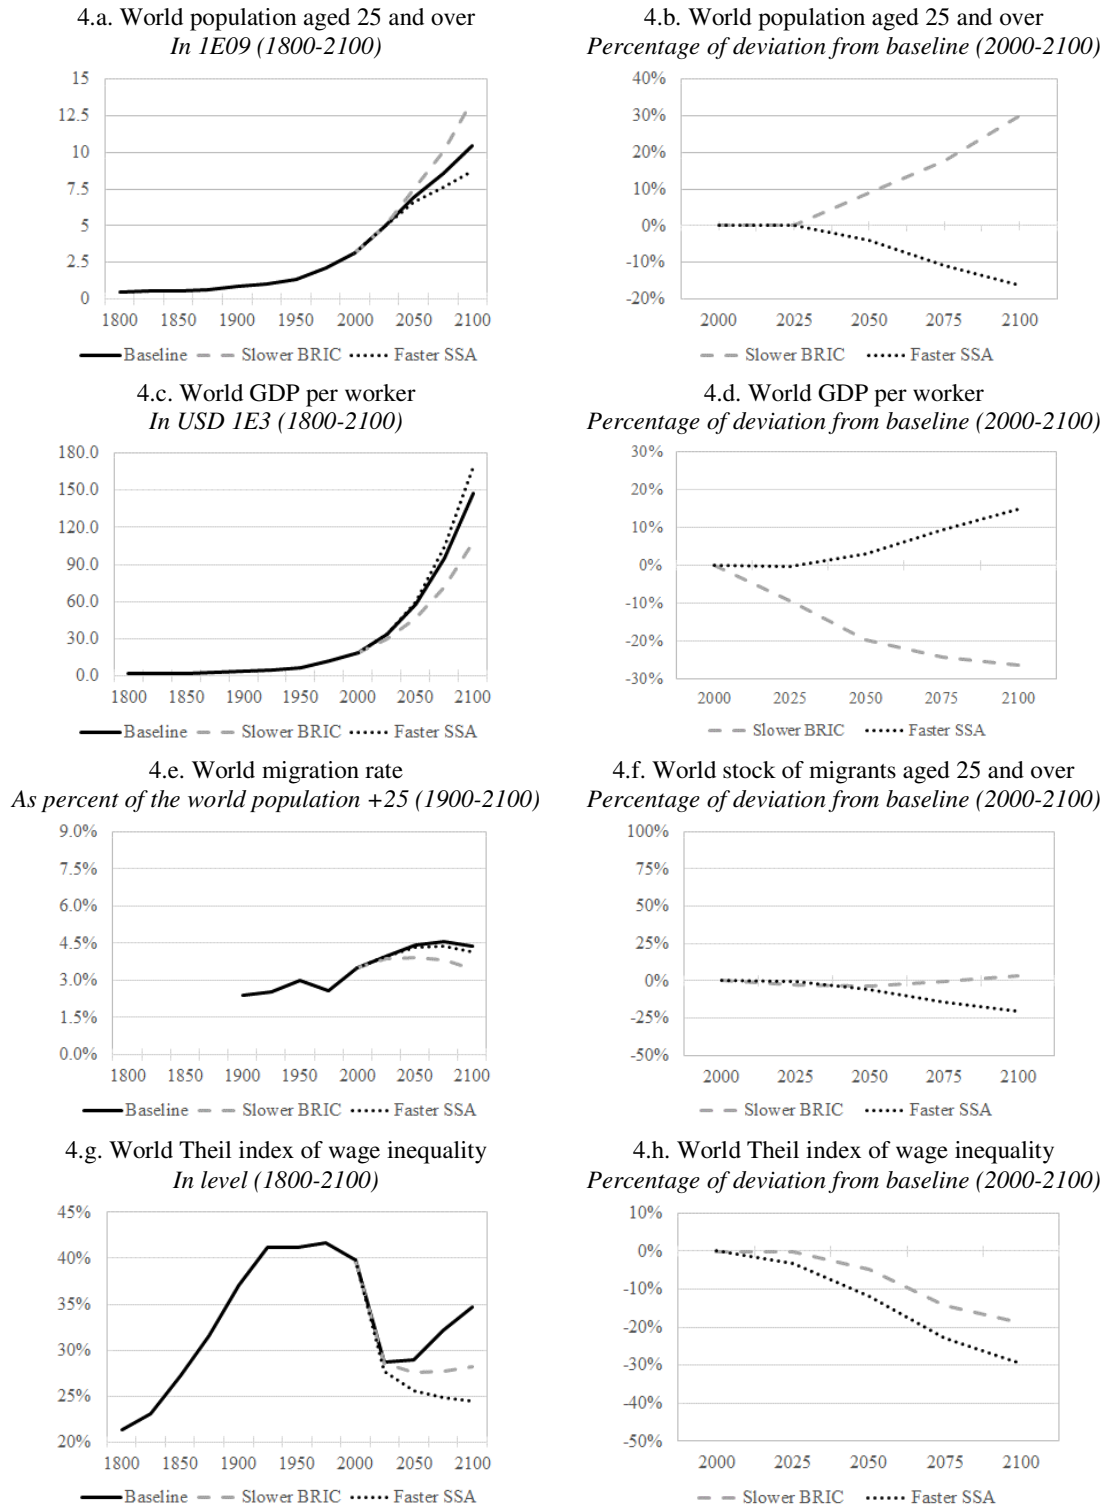 4.a. World population aged 25 and over
In 1E09 (1800-2100)
15
12.5
10
7.5
5
2.5
0
1800 1850 1900 1950 2000 2050 2100
Baseline Slower BRIC Faster SSA
4.b. World population aged 25 and over
Percentage of deviation from baseline (2000-2100)
40%
30%
20%
10%
0%
-10%
-20%
2000 2025 2050 2075 2100
Slower BRIC Faster SSA
4.c. World GDP per worker
In USD 1E3 (1800-2100)
180.0
150.0
120.0
90.0
60.0
30.0
0.0
1800 1850 1900 1950 2000 2050 2100
Baseline Slower BRIC Faster SSA
4.d. World GDP per worker
Percentage of deviation from baseline (2000-2100)
30%
20%
10%
0%
-10%
-20%
-30%
2000 2025 2050 2075 2100
Slower BRIC Faster SSA
4.e. World migration rate
As percent of the world population +25 (1900-2100)
9.0%
7.5%
6.0%
4.5%
3.0%
1.5%
0.0%
1800 1850 1900 1950 2000 2050 2100
Baseline Slower BRIC Faster SSA
4.f. World stock of migrants aged 25 and over
Percentage of deviation from baseline (2000-2100)
100%
75%
50%
25%
0%
-25%
-50%
2000 2025 2050 2075 2100
Slower BRIC Faster SSA
4.g. World Theil index of wage inequality
In level (1800-2100)
45%
40%
35%
30%
25%
20%
1800 1850 1900 1950 2000 2050 2100
Baseline Slower BRIC Faster SSA
4.h. World Theil index of wage inequality
Percentage of deviation from baseline (2000-2100)
10%
0%
-10%
-20%
-30%
-40%
-50%
2000 2025 2050 2075 2100
Slower BRIC Faster SSA